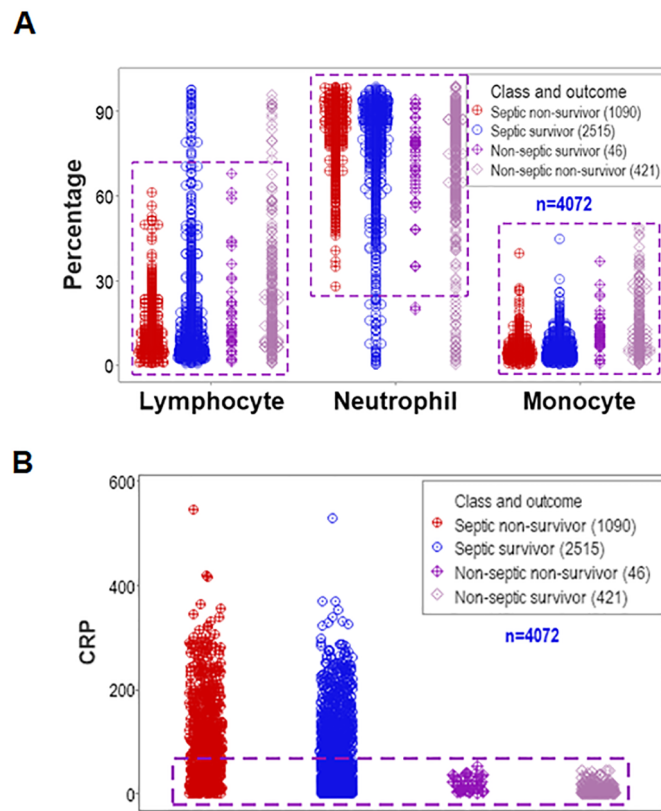 A
Percentage
90
60
30
0
Class and outcome
Septic non-survivor (1090)
Septic survivor (2515)
Non-septic survivor (46)
Non-septic non-survivor (421)
n=4072
Lymphocyte Neutrophil Monocyte
B
CRP
600
400
200
0
Class and outcome
Septic non-survivor (1090)
Septic survivor (2515)
Non-septic non-survivor (46)
Non-septic survivor (421)
n=4072